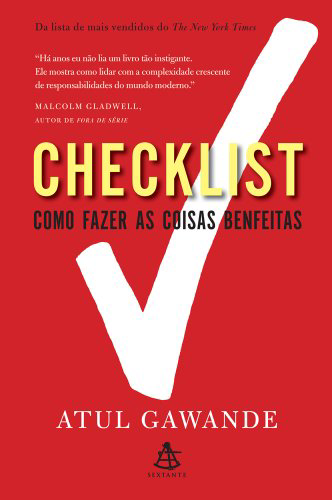 Da lista de mais vendidos do The New York Times
“Há anos eu não lia um livro tão instigante.
Ele mostra como lidar com a complexidade crescente
de responsabilidades do mundo moderno.”
MALCOLM GLADWELL,
AUTOR DE FORA DE SÉRIE
CHECKLIST
COMO FAZER AS COISAS BENFEITAS
ATUL GAWANDE
SEXTANTE